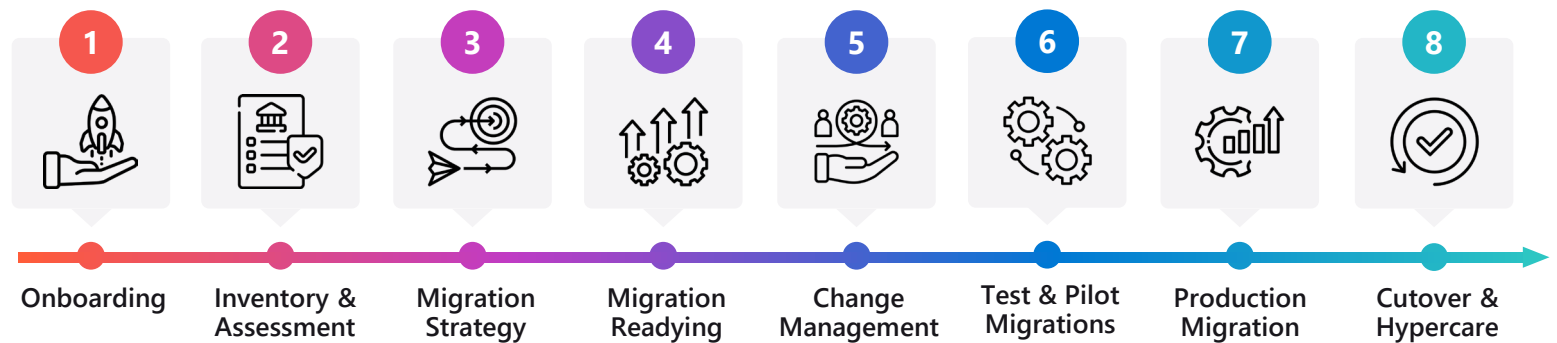 1
2
3
4
5
6
7
8
Onboarding
Inventory &
Assessment
Migration
Strategy
Migration
Readying
Change
Management
Test & Pilot
Migrations
Production
Migration
Cutover &
Hypercare